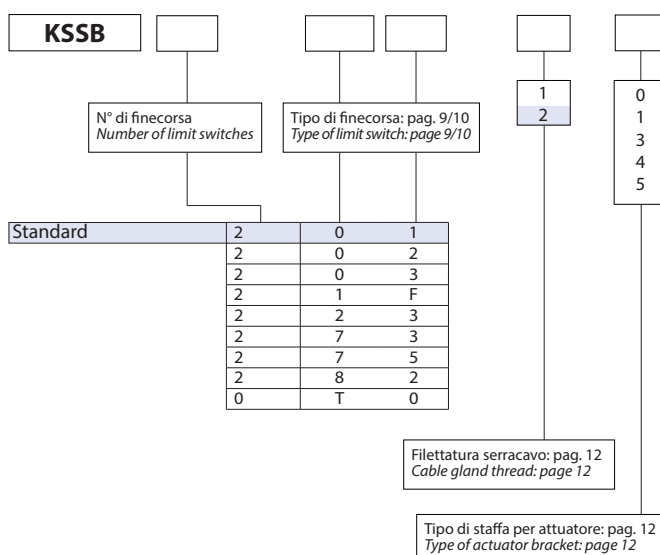 KSSB
1
2
0
1
3
4
5
N° di finecorsa
Number of limit switches
Tipo di finecorsa: pag. 9/10
Type of limit switch: page 9/10
Standard 2 0 1
2 0 2
2 0 3
2 1 F
2 2 3
2 7 3
2 7 5
2 8 2
0 T 0
Filettatura serracavo: pag. 12
Cable gland thread: page 12
Tipo di staffa per attuatore: pag. 12
Type of actuator bracket: page 12